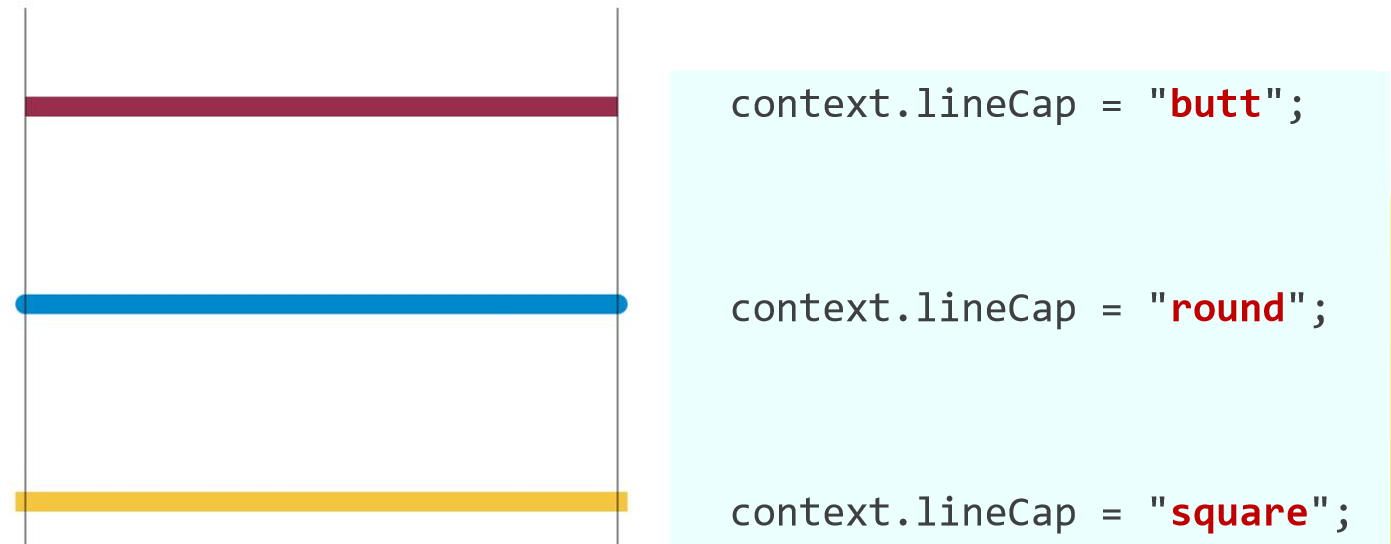 context.lineCap = "butt";
context.lineCap = "round";
context.lineCap = "square";